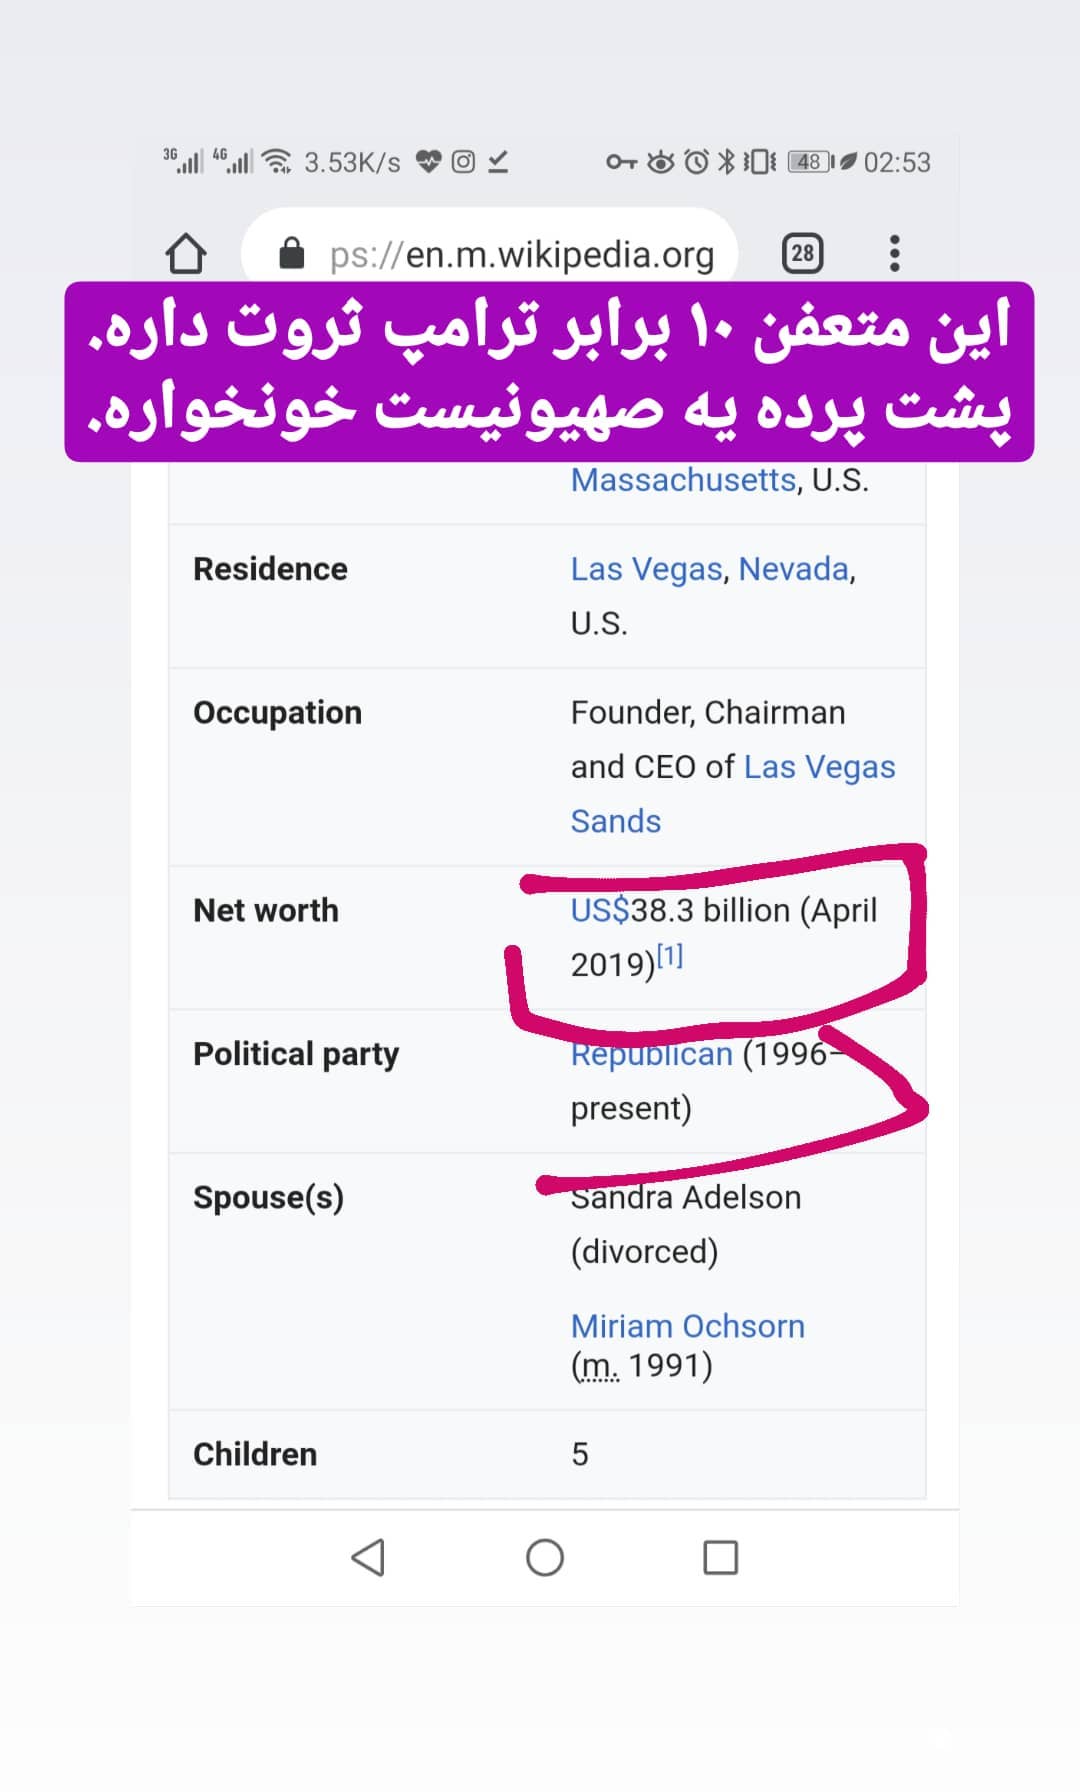 3G 4G 3.53K/s 48 02:53
ps://en.m.wikipedia.org 28
این متعفن ۱۰ برابر ترامپ ثروت داره.
پشت پرده یه صهیونیست خونخواره.
Massachusetts, U.S.
Residence Las Vegas, Nevada,
U.S.
Occupation Founder, Chairman
and CEO of Las Vegas
Sands
Net worth US$38.3 billion (April
2019)[1]
Political party Republican (1996–
present)
Spouse(s) Sandra Adelson
(divorced)
Miriam Ochsorn
(m. 1991)
Children 5